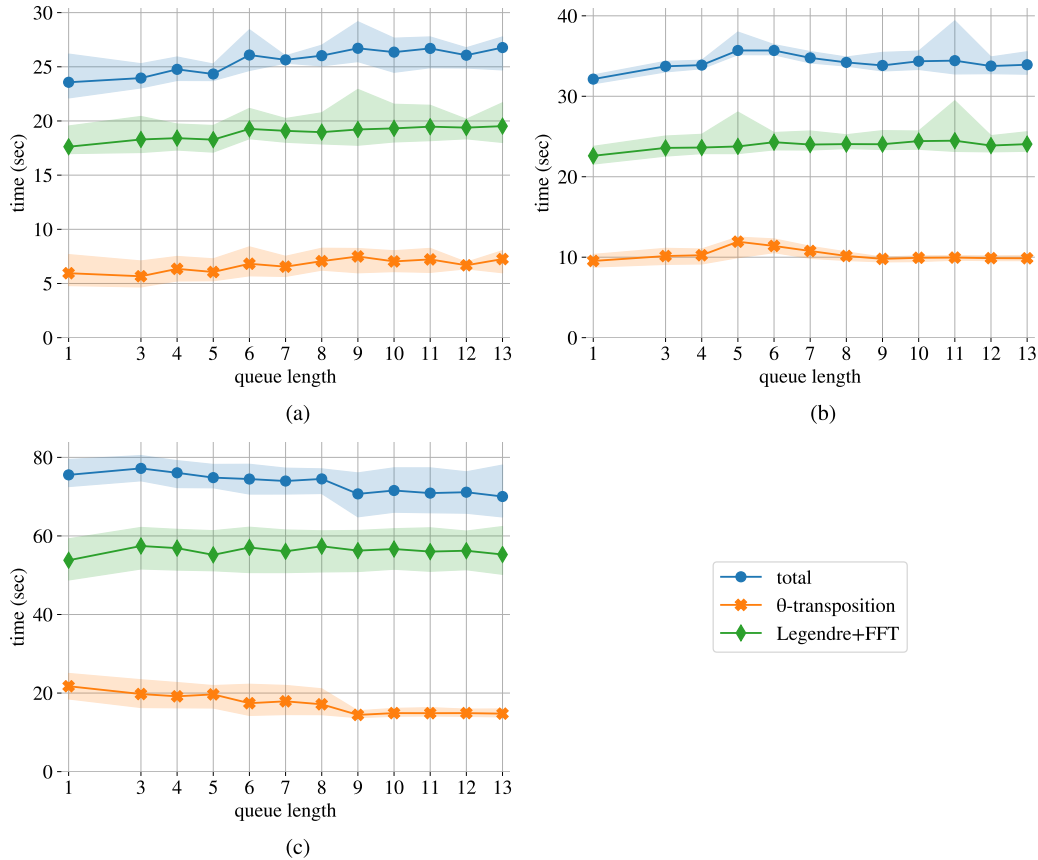 30
25
20
15
10
5
0
time (sec)
1 3 4 5 6 7 8 9 10 11 12 13
queue length
(a)
40
30
20
10
0
time (sec)
1 3 4 5 6 7 8 9 10 11 12 13
queue length
(b)
80
60
40
20
0
time (sec)
1 3 4 5 6 7 8 9 10 11 12 13
queue length
(c)
total
θ-transposition
Legendre+FFT